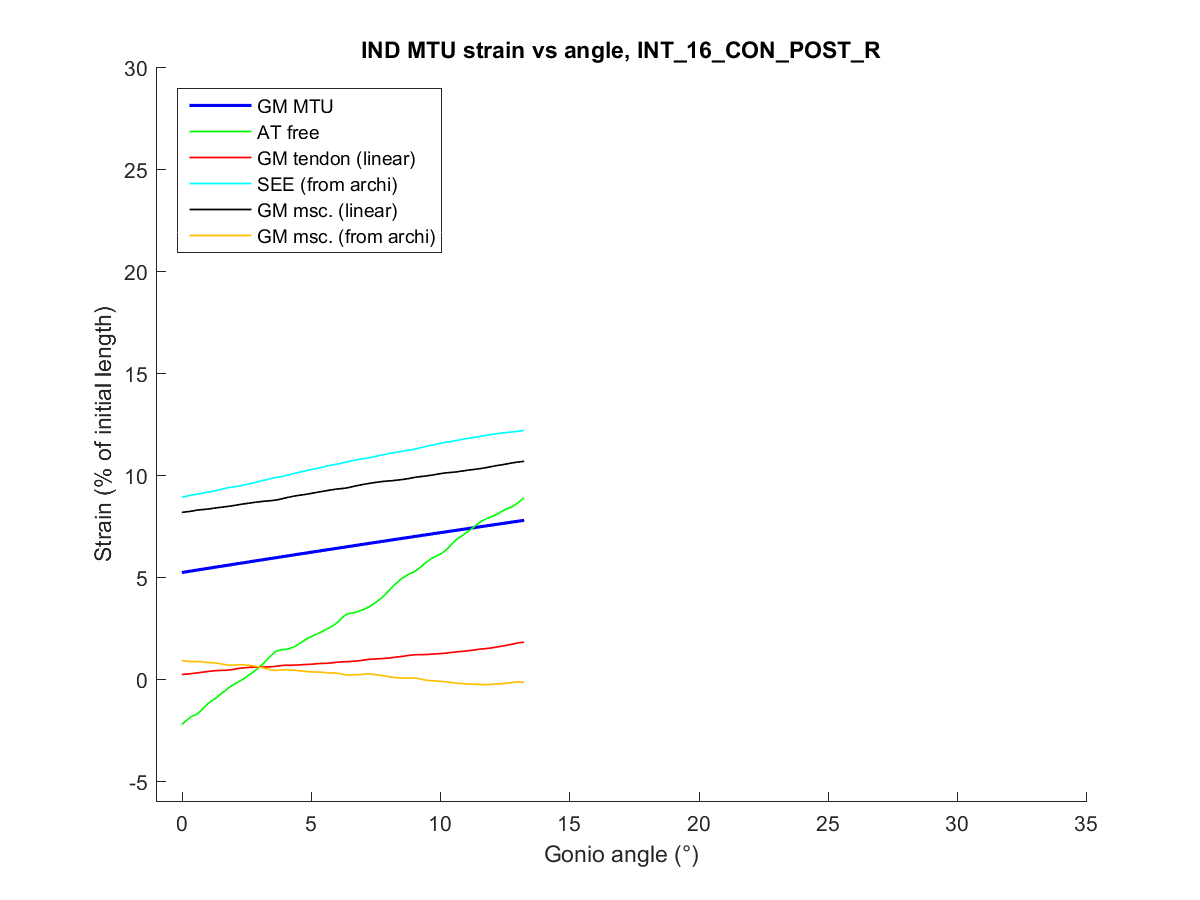 IND MTU strain vs angle, INT_16_CON_POST_R
30
25
20
15
10
5
0
-5
Strain (% of initial length)
GM MTU
AT free
GM tendon (linear)
SEE (from archi)
GM msc. (linear)
GM msc. (from archi)
0 5 10 15 20 25 30 35
Gonio angle (°)